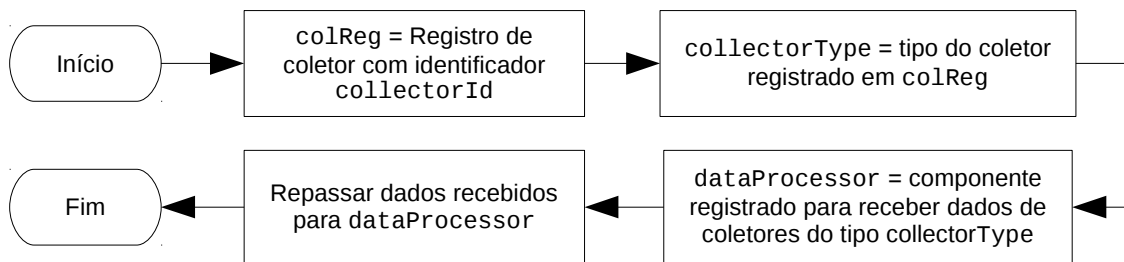 Início
colReg = Registro de
coletor com identificador
collectorId
collectorType = tipo do coletor
registrado em colReg
dataProcessor = componente
registrado para receber dados de
coletores do tipo collectorType
Repassar dados recebidos
para dataProcessor
Fim